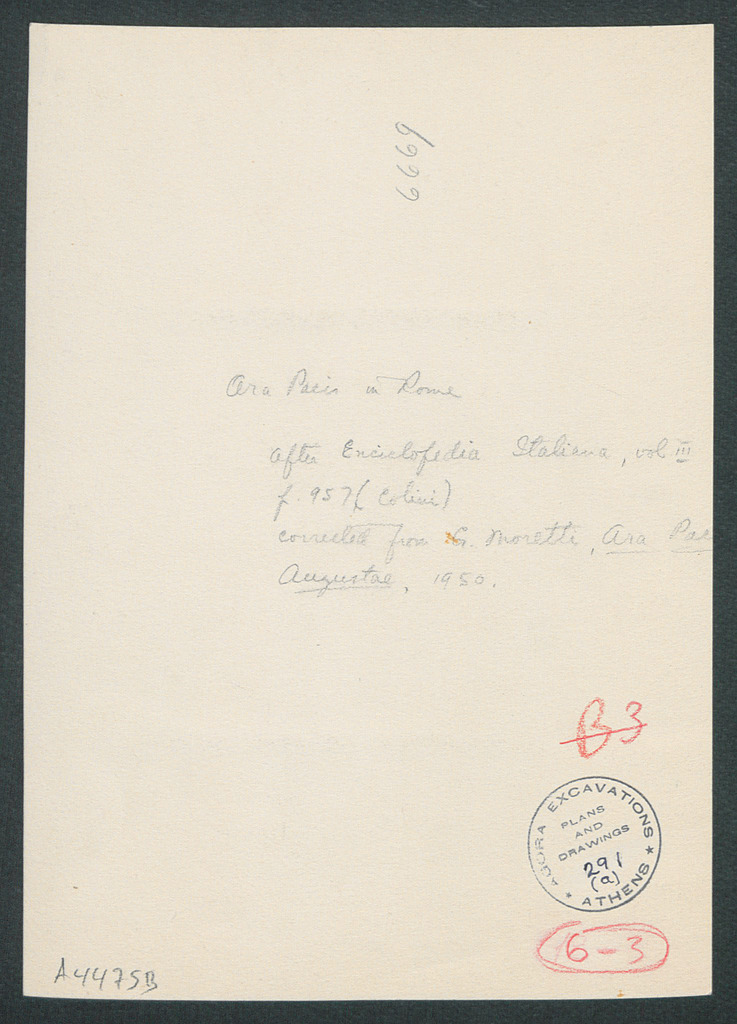 6669
Ara Pacis in Rome
after Enciclopedia Italiana, vol III
p. 957 (Colini)
corrected from G. Moretti, Ara Pac
Augustae, 1950.
B3
AGORA EXCAVATIONS
PLANS
AND
DRAWINGS
291
(a)
* ATHENS *
6-3
A4475B